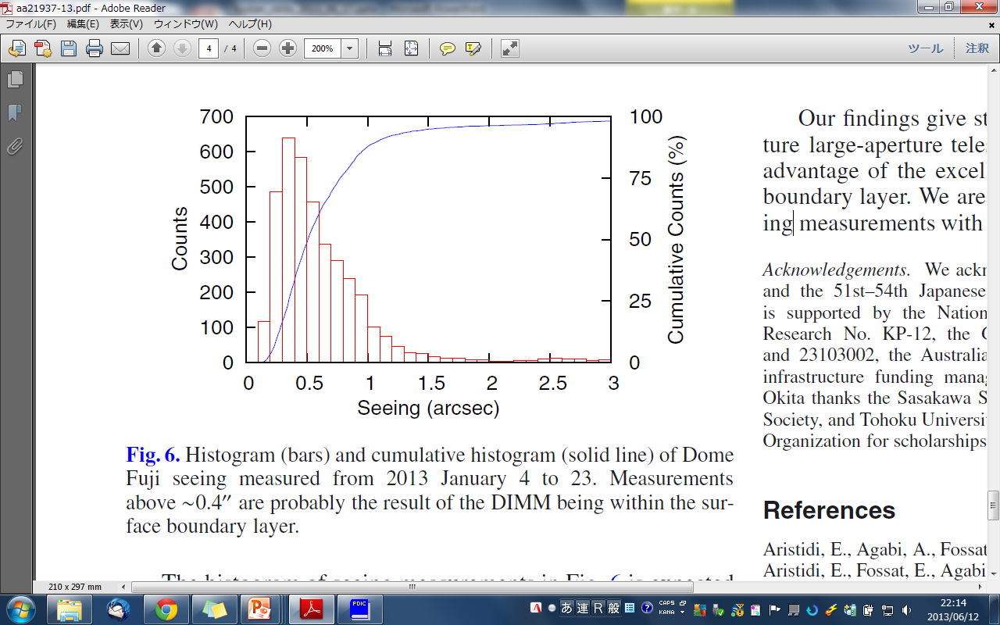 aa21937-13.pdf - Adobe Reader
ファイル(F) 編集(E) 表示(V) ウィンドウ(W) ヘルプ(H)
4 / 4
200%
ツール 注釈
700
600
500
400
300
200
100
0
Counts
100
75
50
25
0
Cumulative Counts (%)
0 0.5 1 1.5 2 2.5 3
Seeing (arcsec)
Fig. 6. Histogram (bars) and cumulative histogram (solid line) of Dome
Fuji seeing measured from 2013 January 4 to 23. Measurements
above ∼0.4″ are probably the result of the DIMM being within the sur-
face boundary layer.
The histogram of seeing measurements in Fig. 6 is expected
Our findings give st
ture large-aperture tele
advantage of the excel
boundary layer. We are
ing measurements with
Acknowledgements. We ackn
and the 51st–54th Japanese
is supported by the Nation
Research No. KP-12, the G
and 23103002, the Australia
infrastructure funding manag
Okita thanks the Sasakawa S
Society, and Tohoku Universit
Organization for scholarships
References
Aristidi, E., Agabi, A., Fossat
Aristidi, E., Fossat, E., Agabi
210 x 297 mm
PDIC
A あ 連 R 般
CAPS
KANA
22:14
2013/06/12